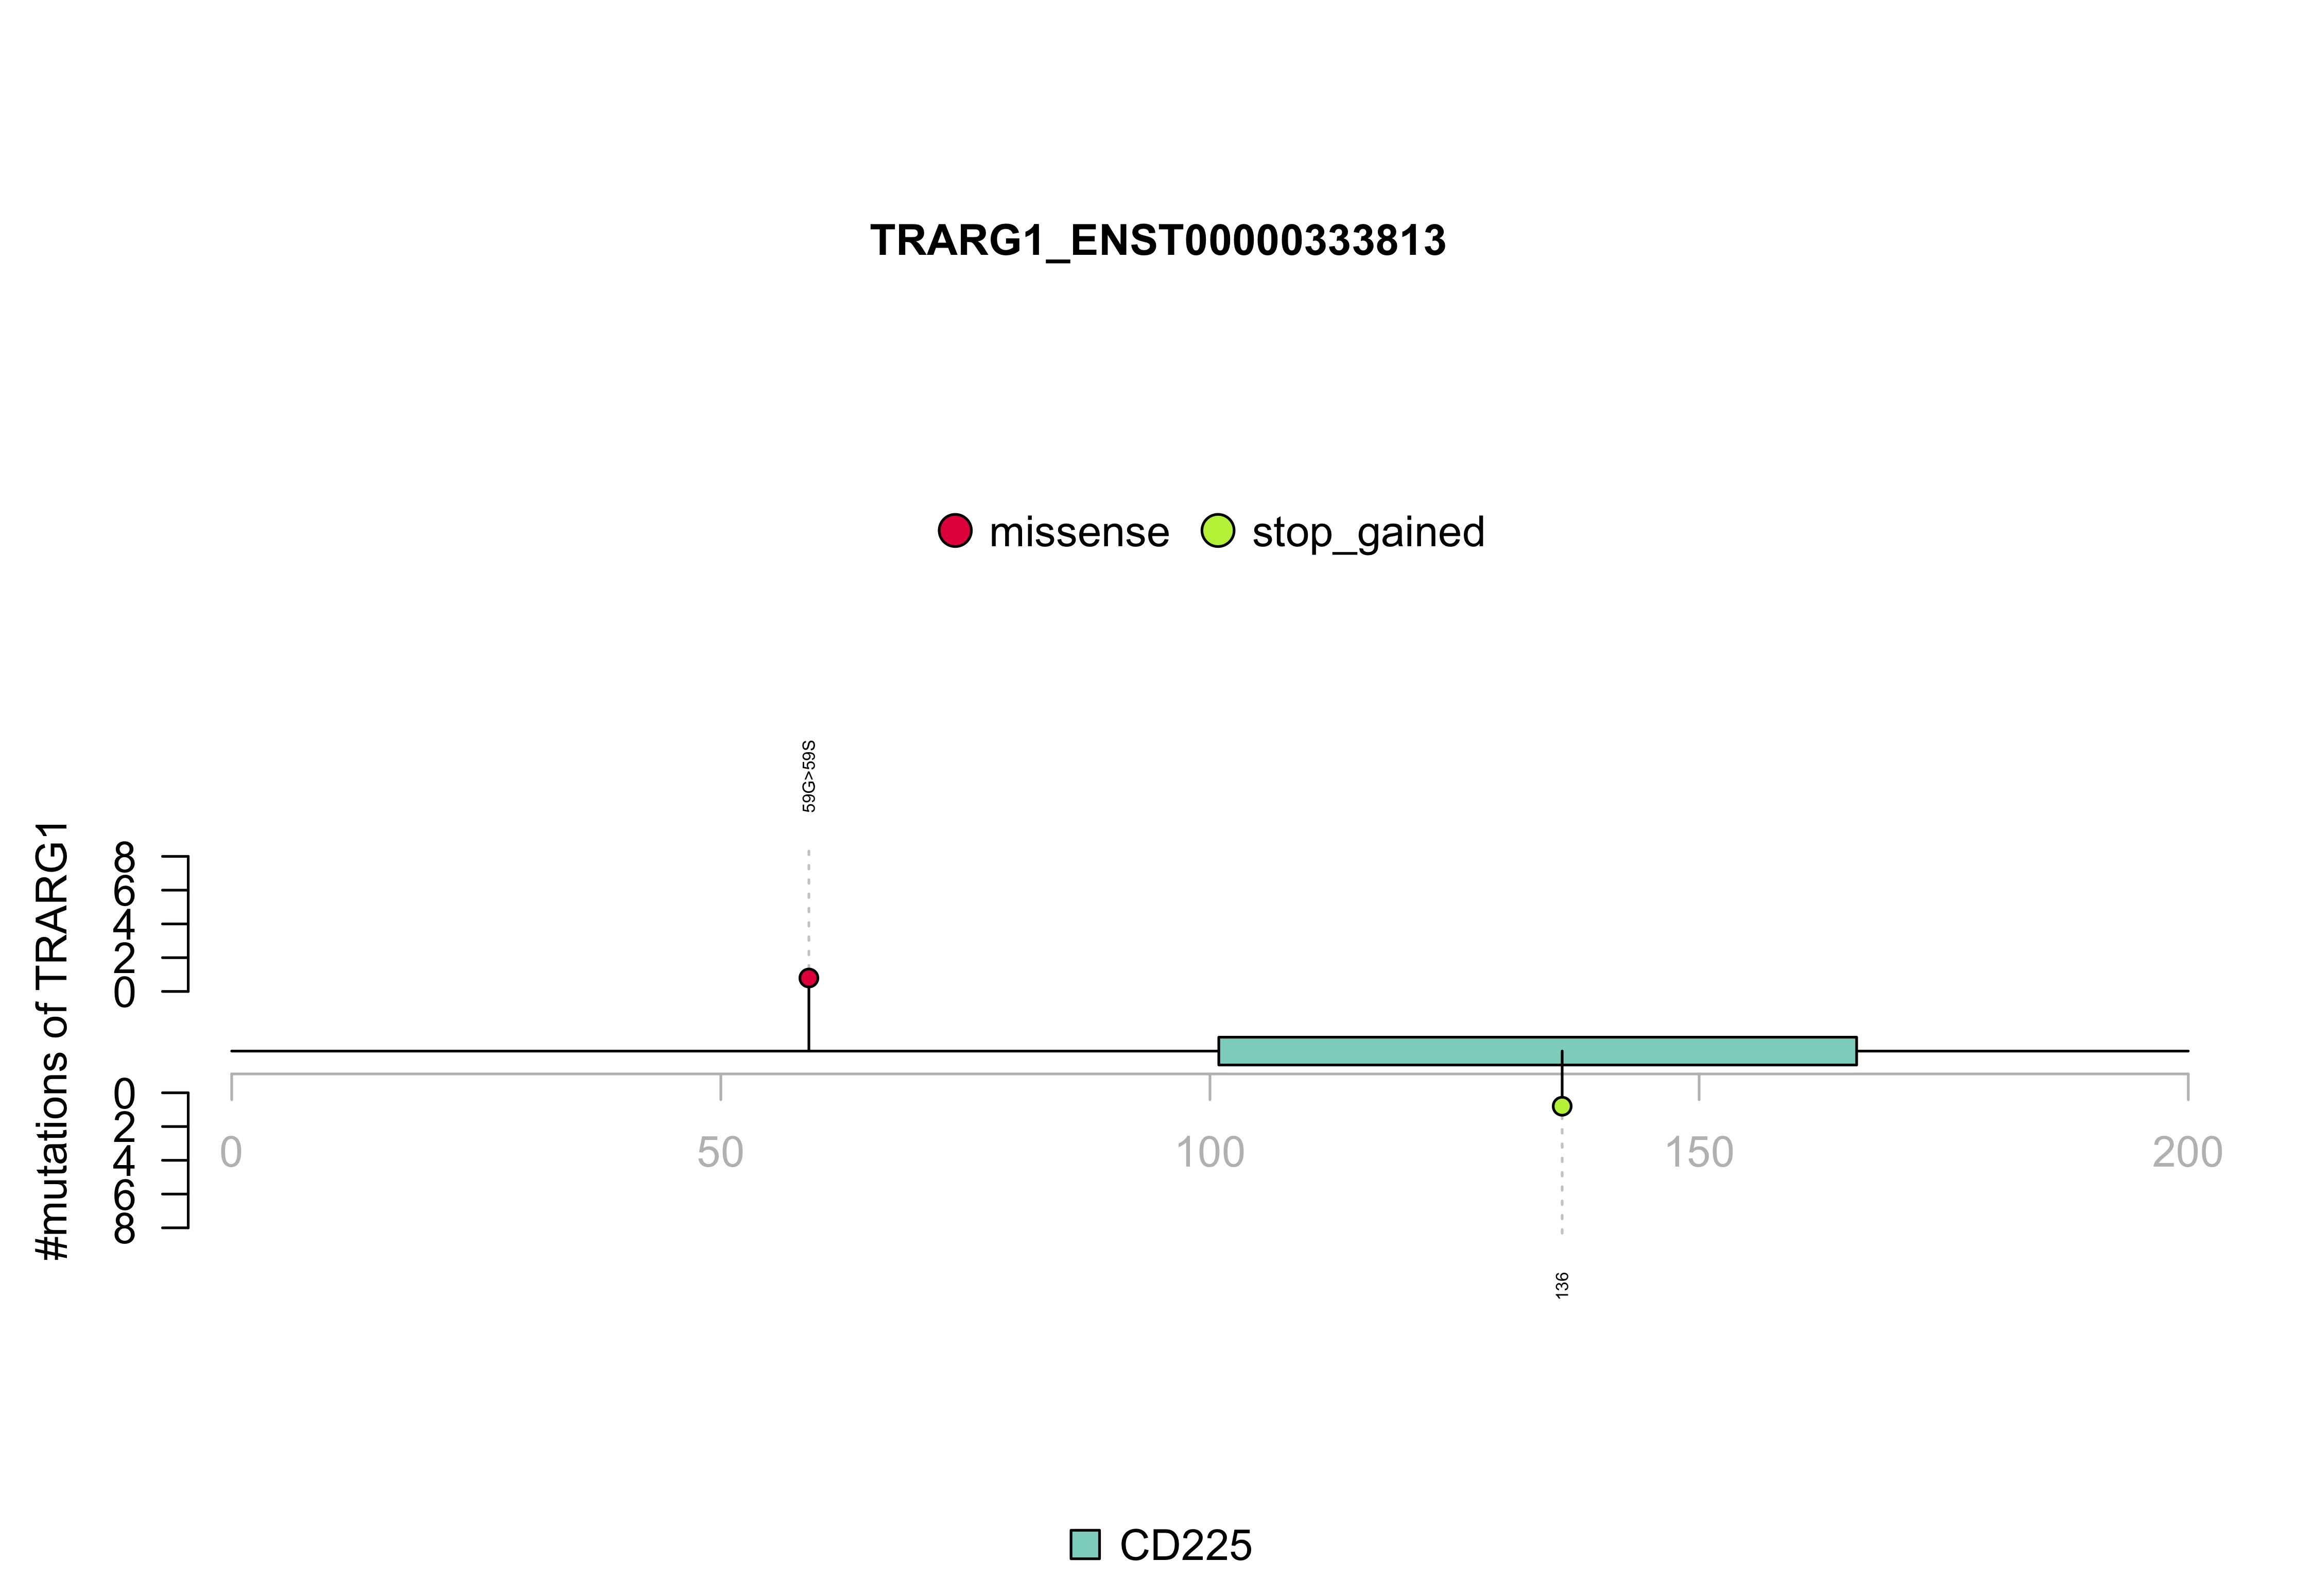 TRARG1_ENST00000333813
missense
stop_gained
59G>59S
#mutations of TRARG1
8
6
4
2
0
0
2
4
6
8
0
50
100
150
200
136
CD225